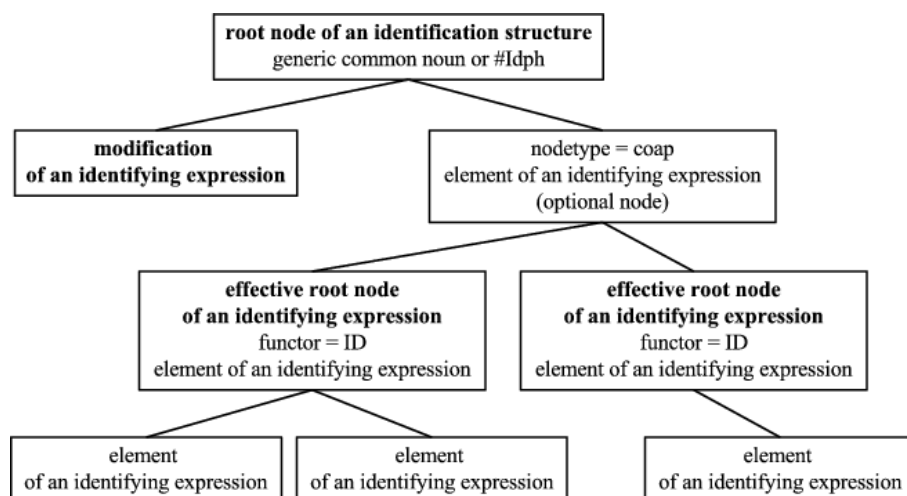 root node of an identification structure
generic common noun or #Idph
modification
of an identifying expression
nodetype = coap
element of an identifying expression
(optional node)
effective root node
of an identifying expression
functor = ID
element of an identifying expression
effective root node
of an identifying expression
functor = ID
element of an identifying expression
element
of an identifying expression
element
of an identifying expression
element
of an identifying expression